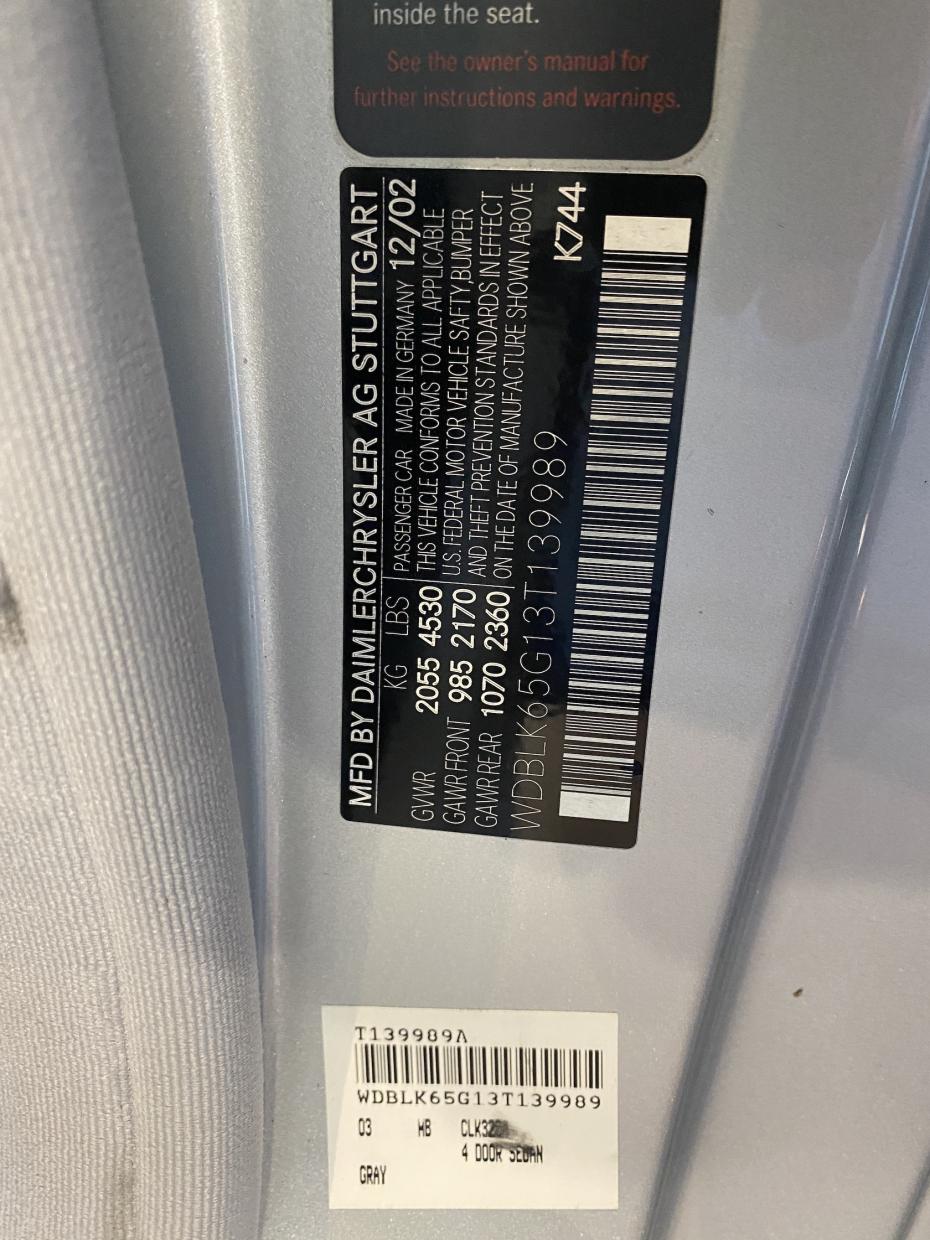 inside the seat.
See the owner's manual for
further instructions and warnings.
MFD BY DAIMLERCHRYSLER AG STUTTGART
KG LBS PASSENGER CAR MADE IN GERMANY 12/02
GVWR 2055 4530 THIS VEHICLE CONFORMS TO ALL APPLICABLE
GAWR FRONT 985 2170 U.S. FEDERAL MOTOR VEHICLE SAFTY,BUMPER
GAWR REAR 1070 2360 AND THEFT PREVENTION STANDARDS IN EFFECT
ON THE DATE OF MANUFACTURE SHOWN ABOVE
WDBLK65G13T139989
K744
T139989A
WDBLK65G13T139989
03 WB
4 DOOR SEDAN
GRAY